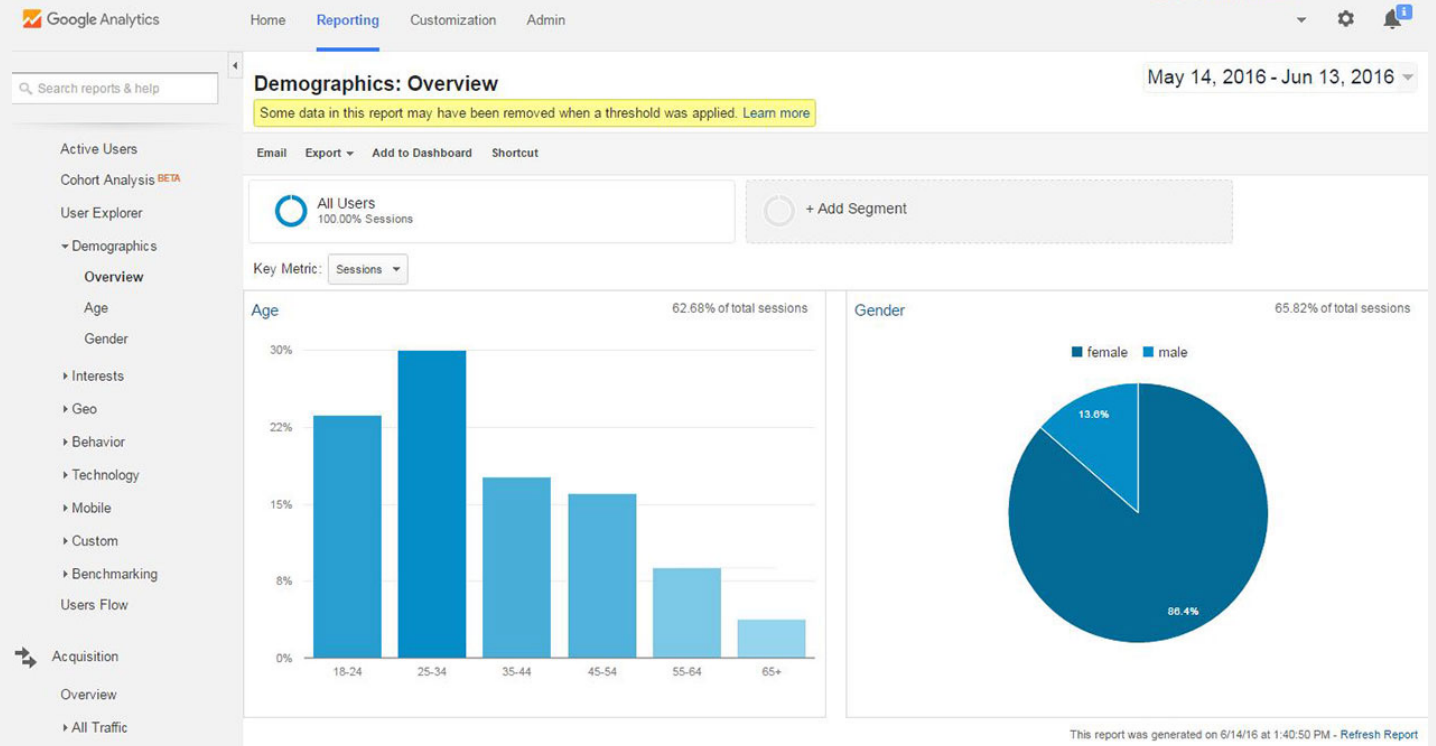 Google Analytics
Home Reporting Customization Admin
i
Search reports & help
Active Users
Cohort Analysis BETA
User Explorer
Demographics
Overview
Age
Gender
Interests
Geo
Behavior
Technology
Mobile
Custom
Benchmarking
Users Flow
Acquisition
Overview
All Traffic
Demographics: Overview
May 14, 2016 - Jun 13, 2016
Some data in this report may have been removed when a threshold was applied. Learn more
Email Export Add to Dashboard Shortcut
All Users
100.00% Sessions
+ Add Segment
Key Metric: Sessions
Age
62.68% of total sessions
30%
22%
15%
8%
0%
18-24 25-34 35-44 45-54 55-64 65+
Gender
65.82% of total sessions
female male
13.6%
86.4%
This report was generated on 6/14/16 at 1:40:50 PM - Refresh Report